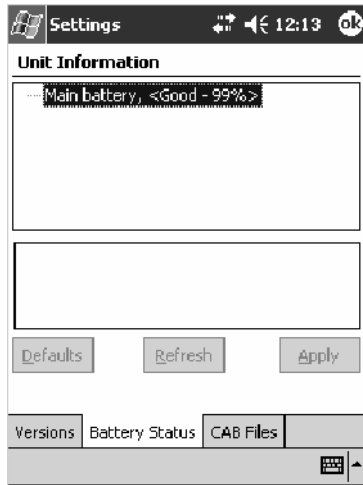 Settings 12:13 ok
Unit Information
Main battery, <Good - 99%>
Defaults Refresh Apply
Versions Battery Status CAB Files